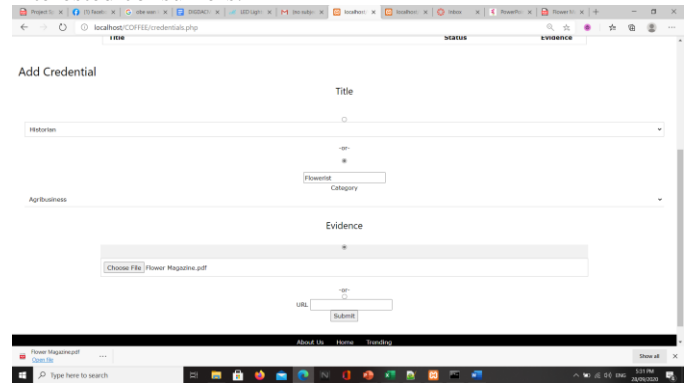 localhost/COFFEE/credentials.php
Title Status Evidence
Add Credential
Title
Historian
-or-
Flowerist
Category
Agribusiness
Evidence
Choose File Flower Magazine.pdf
-or-
URL
Submit
About Us Home Trending
Flower Magazine.pdf
Open file
Show all
Type here to search
ENG
5:31 PM
28/09/2020